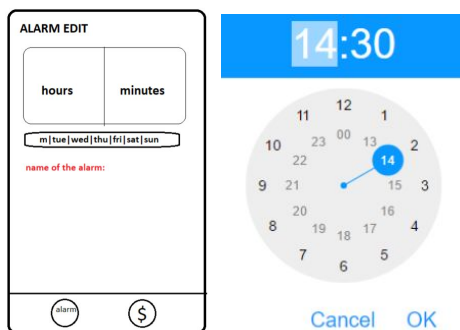 ALARM EDIT
hours minutes
m|tue|wed|thu|fri|sat|sun
name of the alarm:
alarm $
14:30
12
11 1
00
23 13
10 2
22 14
9 21 15 3
20 16
8 4
19 17
18
7 5
6
Cancel OK